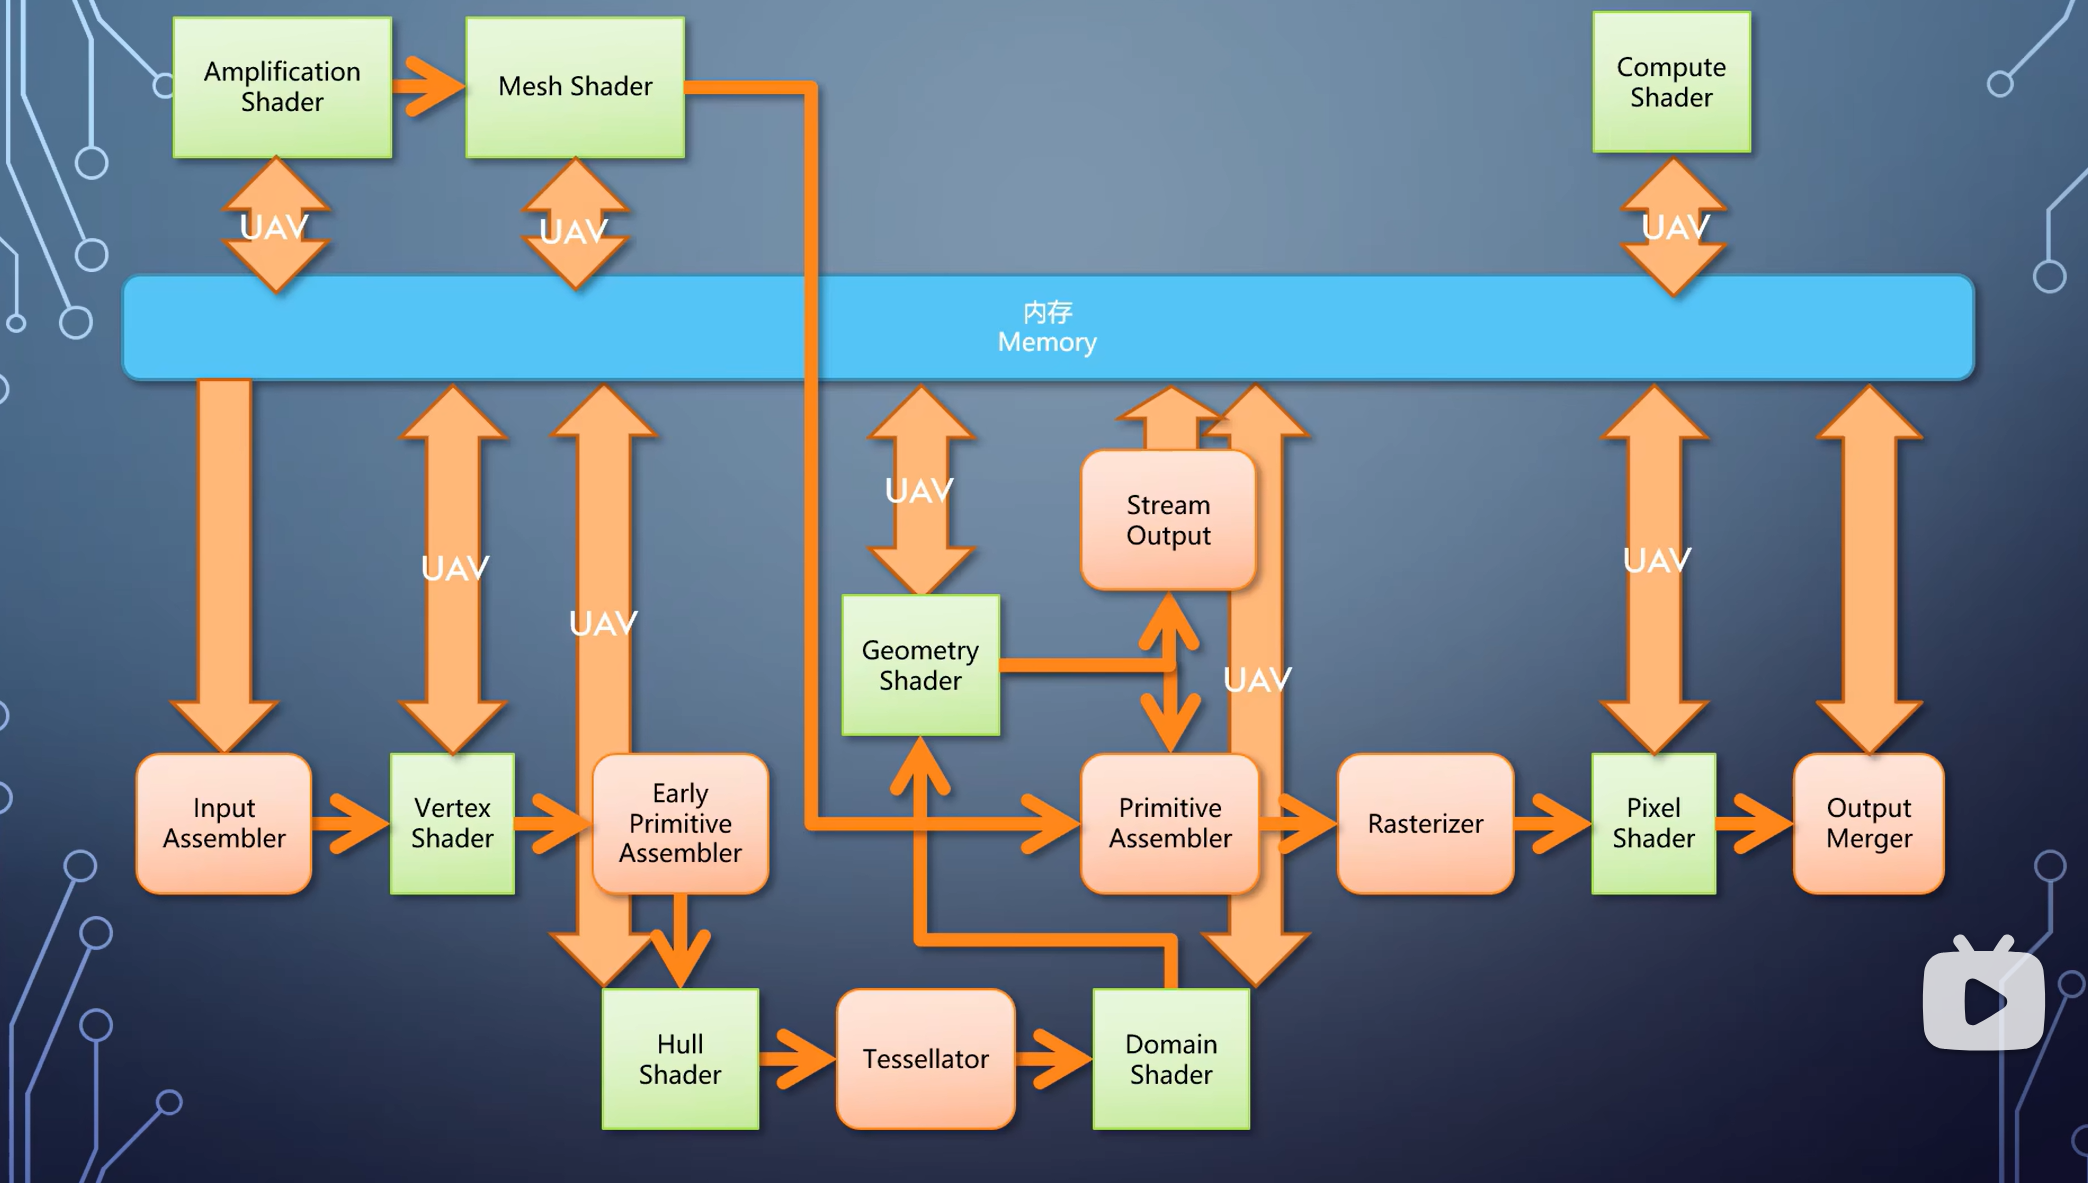 Amplification
Shader
Mesh Shader
Compute
Shader
UAV
UAV
UAV
内存
Memory
UAV
UAV
UAV
UAV
UAV
Stream
Output
Geometry
Shader
Input
Assembler
Vertex
Shader
Early
Primitive
Assembler
Primitive
Assembler
Rasterizer
Pixel
Shader
Output
Merger
Hull
Shader
Tessellator
Domain
Shader